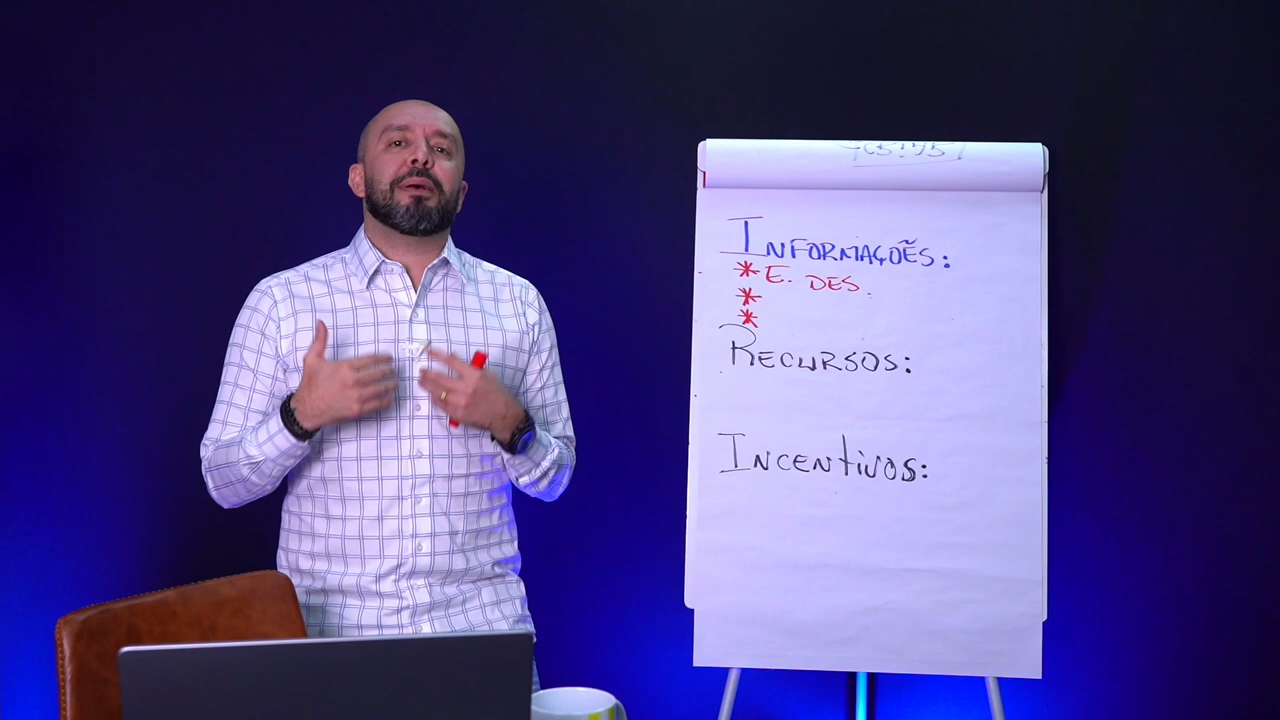 INFORMAÇÕES:
* E. DES.
*
*
RECURSOS:
INCENtIVOS: